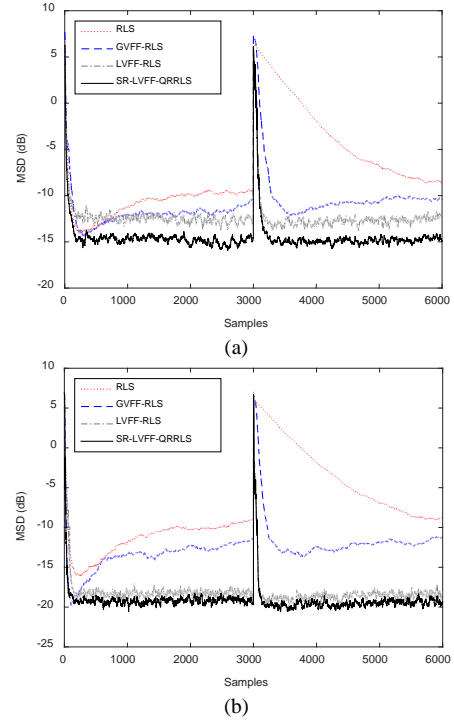 (a)
10
5
0
-5
-10
-15
-20
MSD (dB)
RLS
GVFF-RLS
LVFF-RLS
SR-LVFF-QRRLS
0 1000 2000 3000 4000 5000 6000
Samples
(a)
10
5
0
-5
-10
-15
-20
-25
MSD (dB)
RLS
GVFF-RLS
LVFF-RLS
SR-LVFF-QRRLS
0 1000 2000 3000 4000 5000 6000
Samples
(b)